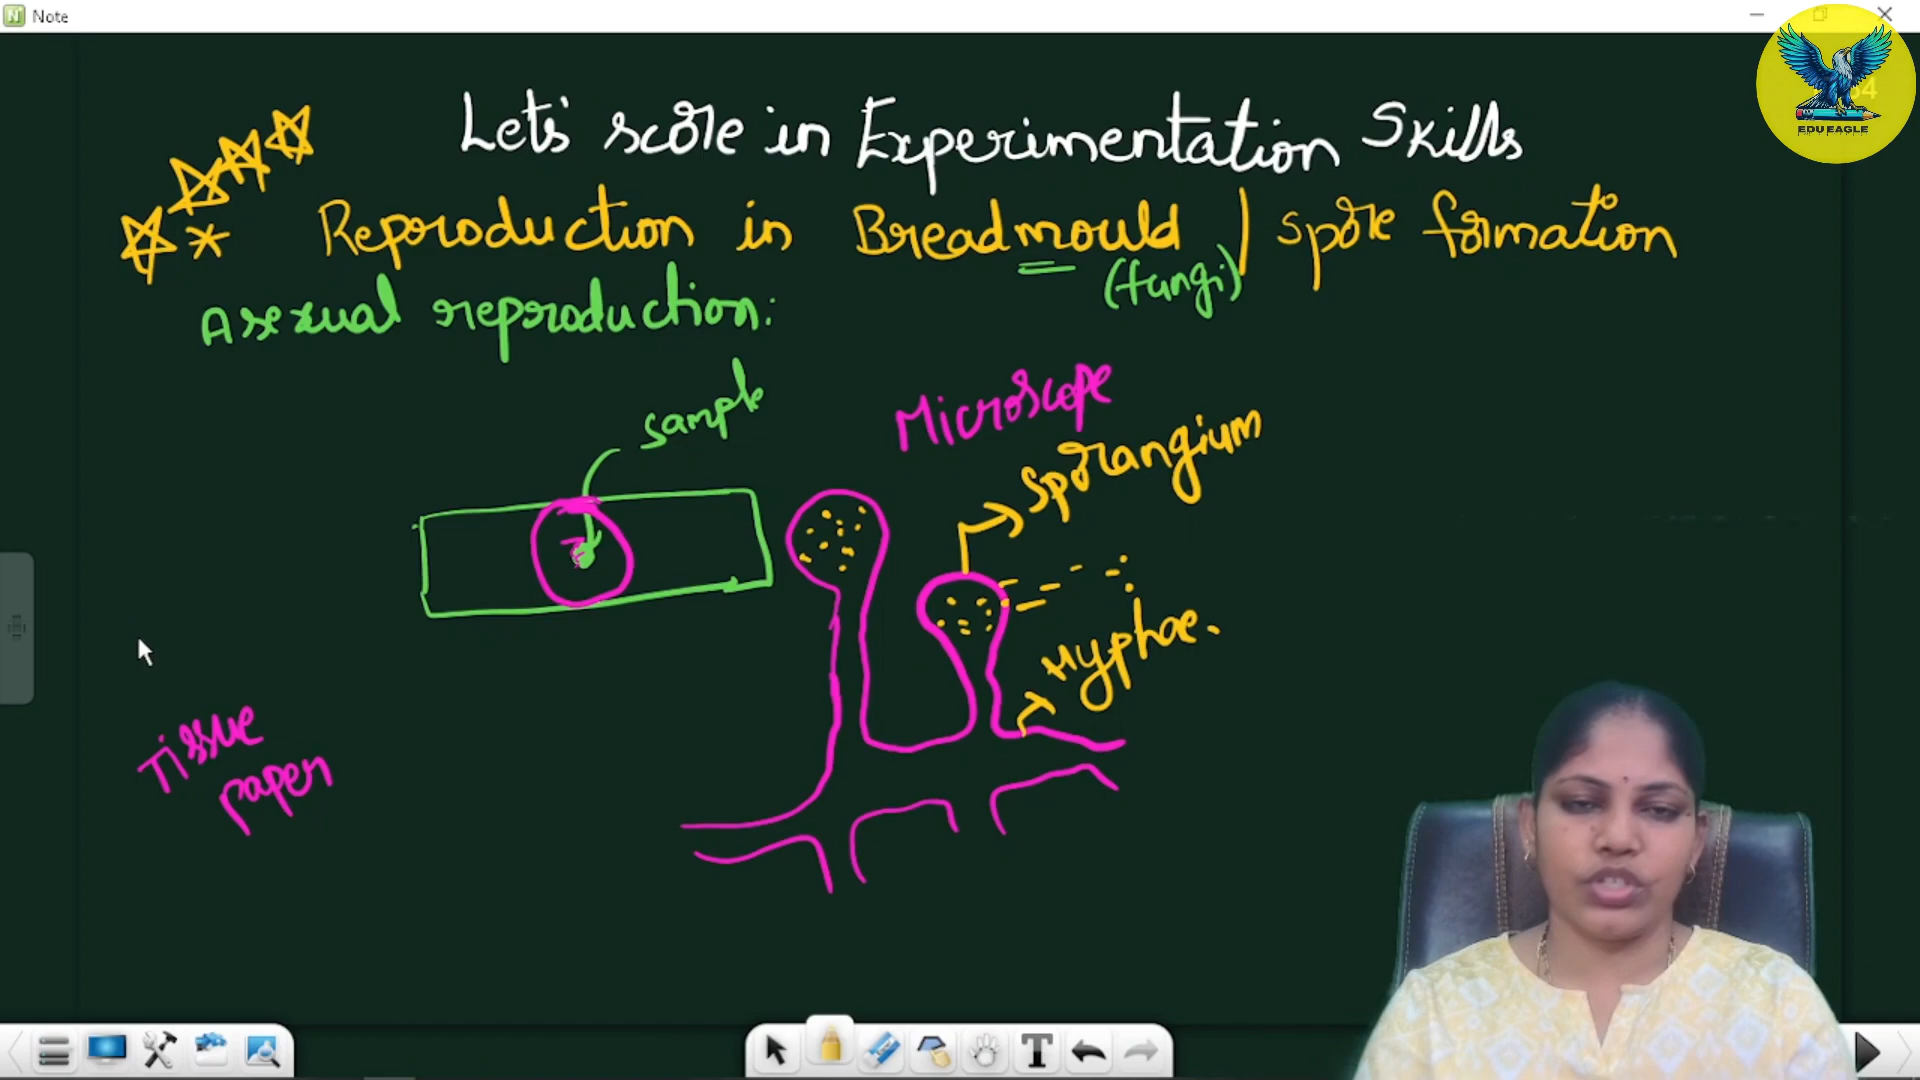 Note
EDU EAGLE
Let's score in Experimentation Skills
* Reproduction in Breadmould / spore formation
(fungi)
Asexual reproduction:
sample
Microscope
Sporangium
Hyphae.
Tissue
paper
T